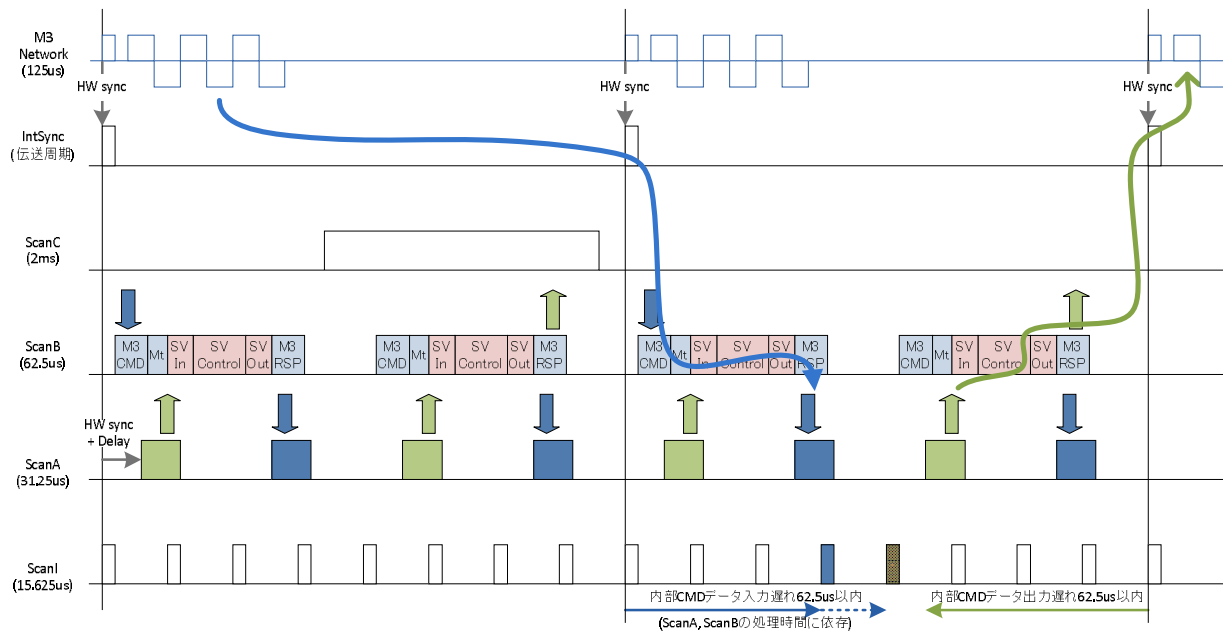 M3
Network
(125us)
HW sync
HW sync
HW sync
IntSync
(伝送周期)
ScanC
(2ms)
ScanB
(62.5us)
M3
CMD
Mt
SV
In
SV
Control
SV
Out
M3
RSP
M3
CMD
Mt
SV
In
SV
Control
SV
Out
M3
RSP
M3
CMD
Mt
SV
In
SV
Control
SV
Out
M3
RSP
M3
CMD
Mt
SV
In
SV
Control
SV
Out
M3
RSP
HW sync
+ Delay
ScanA
(31.25us)
ScanI
(15.625us)
内部CMDデータ入力遅れ62.5us以内
(ScanA, ScanBの処理時間に依存)
内部CMDデータ出力遅れ62.5us以内